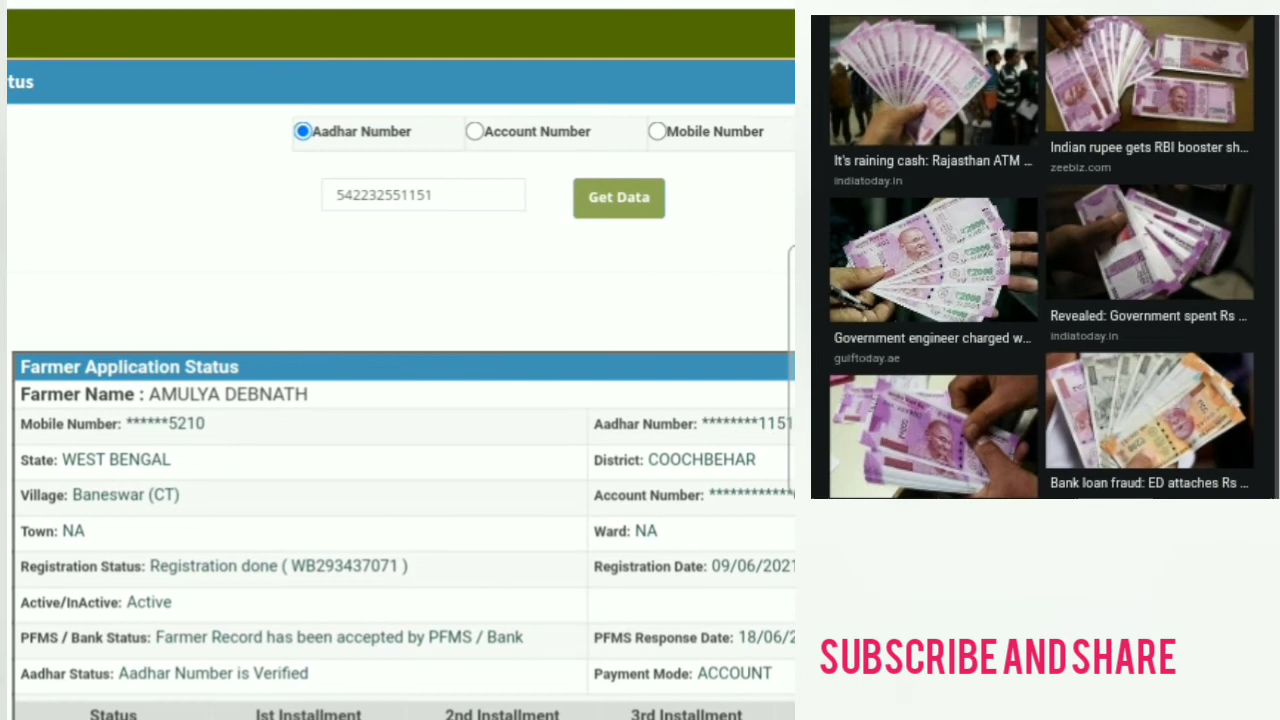 tus
Aadhar Number Account Number Mobile Number
542232551151 Get Data
Farmer Application Status
Farmer Name : AMULYA DEBNATH
Mobile Number: ******5210 Aadhar Number: ********1151
State: WEST BENGAL District: COOCHBEHAR
Village: Baneswar (CT) Account Number: ************
Town: NA Ward: NA
Registration Status: Registration done ( WB293437071 ) Registration Date: 09/06/2021
Active/InActive: Active
PFMS / Bank Status: Farmer Record has been accepted by PFMS / Bank PFMS Response Date: 18/06/2
Aadhar Status: Aadhar Number is Verified Payment Mode: ACCOUNT
Status Ist Installment 2nd Installment 3rd Installment
It's raining cash: Rajasthan ATM ...
indiatoday.in
Indian rupee gets RBI booster sh...
zeebiz.com
Government engineer charged w...
gulftoday.ae
Revealed: Government spent Rs ...
indiatoday.in
Bank loan fraud: ED attaches Rs ...
SUBSCRIBE AND SHARE